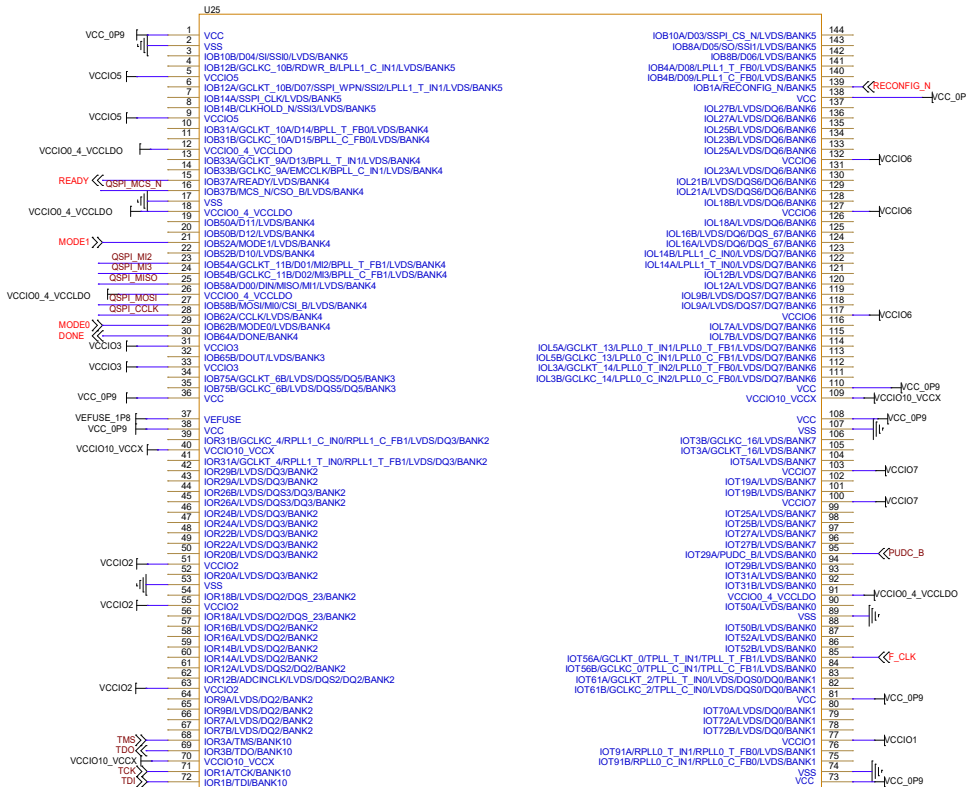 U25
VCC_0P9 1 VCC
2 VSS
3 IOB10B/D04/SI/SSI0/LVDS/BANK5
4 IOB12B/GCLKC_10B/RDWR_B/LPLL1_C_IN1/LVDS/BANK5
VCCIO5 5 VCCIO5
6 IOB12A/GCLKT_10B/D07/SSPI_WPN/SSI2/LPLL1_T_IN1/LVDS/BANK5
7 IOB14A/SSPI_CLK/LVDS/BANK5
8 IOB14B/CLKHOLD_N/SSI3/LVDS/BANK5
VCCIO5 9 VCCIO5
10 IOB31A/GCLKT_10A/D14/BPLL_T_FB0/LVDS/BANK4
11 IOB31B/GCLKC_10A/D15/BPLL_C_FB0/LVDS/BANK4
VCCIO0_4_VCCLDO 12 VCCIO0_4_VCCLDO
13 IOB33A/GCLKT_9A/D13/BPLL_T_IN1/LVDS/BANK4
14 IOB33B/GCLKC_9A/EMCCLK/BPLL_C_IN1/LVDS/BANK4
READY 15 IOB37A/READY/LVDS/BANK4
QSPI_MCS_N 16 IOB37B/MCS_N/CSO_B/LVDS/BANK4
17 VSS
VCCIO0_4_VCCLDO 18 VCCIO0_4_VCCLDO
19 IOB50A/D11/LVDS/BANK4
20 IOB50B/D12/LVDS/BANK4
MODE1 21 IOB52A/MODE1/LVDS/BANK4
22 IOB52B/D10/LVDS/BANK4
QSPI_MI2 23 IOB54A/GCLKT_11B/D01/MI2/BPLL_T_FB1/LVDS/BANK4
QSPI_MI3 24 IOB54B/GCLKC_11B/D02/MI3/BPLL_C_FB1/LVDS/BANK4
QSPI_MISO 25 IOB58A/D00/DIN/MISO/MI1/LVDS/BANK4
VCCIO0_4_VCCLDO 26 VCCIO0_4_VCCLDO
QSPI_MOSI 27 IOB58B/MOSI/MI0/CSI_B/LVDS/BANK4
QSPI_CCLK 28 IOB62A/CCLK/LVDS/BANK4
MODE0 29 IOB62B/MODE0/LVDS/BANK4
DONE 30 IOB64A/DONE/BANK4
VCCIO3 31 VCCIO3
32 IOB65B/DOUT/LVDS/BANK3
VCCIO3 33 VCCIO3
34 IOB75A/GCLKT_6B/LVDS/DQS5/DQ5/BANK3
35 IOB75B/GCLKC_6B/LVDS/DQS5/DQ5/BANK3
VCC_0P9 36 VCC
VEFUSE_1P8 37 VEFUSE
VCC_0P9 38 VCC
39 IOR31B/GCLKC_4/RPLL1_C_IN0/RPLL1_C_FB1/LVDS/DQ3/BANK2
VCCIO10_VCCX 40 VCCIO10_VCCX
41 IOR31A/GCLKT_4/RPLL1_T_IN0/RPLL1_T_FB1/LVDS/DQ3/BANK2
42 IOR29B/LVDS/DQ3/BANK2
43 IOR29A/LVDS/DQ3/BANK2
44 IOR26B/LVDS/DQS3/DQ3/BANK2
45 IOR26A/LVDS/DQS3/DQ3/BANK2
46 IOR24B/LVDS/DQ3/BANK2
47 IOR24A/LVDS/DQ3/BANK2
48 IOR22B/LVDS/DQ3/BANK2
49 IOR22A/LVDS/DQ3/BANK2
50 IOR20B/LVDS/DQ3/BANK2
VCCIO2 51 VCCIO2
52 IOR20A/LVDS/DQ3/BANK2
53 VSS
54 IOR18B/LVDS/DQ2/DQS_23/BANK2
VCCIO2 55 VCCIO2
56 IOR18A/LVDS/DQ2/DQS_23/BANK2
57 IOR16B/LVDS/DQ2/BANK2
58 IOR16A/LVDS/DQ2/BANK2
59 IOR14B/LVDS/DQ2/BANK2
60 IOR14A/LVDS/DQ2/BANK2
61 IOR12A/LVDS/DQS2/DQ2/BANK2
62 IOR12B/ADCINCLK/LVDS/DQS2/DQ2/BANK2
VCCIO2 63 VCCIO2
64 IOR9A/LVDS/DQ2/BANK2
65 IOR9B/LVDS/DQ2/BANK2
66 IOR7A/LVDS/DQ2/BANK2
67 IOR7B/LVDS/DQ2/BANK2
TMS 68 IOR3A/TMS/BANK10
TDO 69 IOR3B/TDO/BANK10
VCCIO10_VCCX 70 VCCIO10_VCCX
TCK 71 IOR1A/TCK/BANK10
TDI 72 IOR1B/TDI/BANK10
IOB10A/D03/SSPI_CS_N/LVDS/BANK5 144
IOB8A/D05/SO/SSI1/LVDS/BANK5 143
IOB8B/D06/LVDS/BANK5 142
IOB4A/D08/LPLL1_T_FB0/LVDS/BANK5 141
IOB4B/D09/LPLL1_C_FB0/LVDS/BANK5 140
IOB1A/RECONFIG_N/BANK5 139 RECONFIG_N
VCC 138 VCC_0P
IOL27B/LVDS/DQ6/BANK6 137
IOL27A/LVDS/DQ6/BANK6 136
IOL25B/LVDS/DQ6/BANK6 135
IOL23B/LVDS/DQ6/BANK6 134
IOL25A/LVDS/DQ6/BANK6 133
VCCIO6 132 VCCIO6
IOL23A/LVDS/DQ6/BANK6 131
IOL21B/LVDS/DQS6/DQ6/BANK6 130
IOL21A/LVDS/DQS6/DQ6/BANK6 129
IOL18B/LVDS/DQ6/BANK6 128
VCCIO6 127 VCCIO6
IOL18A/LVDS/DQ6/BANK6 126
IOL16B/LVDS/DQ6/DQS_67/BANK6 125
IOL16A/LVDS/DQ6/DQS_67/BANK6 124
IOL14B/LPLL1_C_IN0/LVDS/DQ7/BANK6 123
IOL14A/LPLL1_T_IN0/LVDS/DQ7/BANK6 122
IOL12B/LVDS/DQ7/BANK6 121
IOL12A/LVDS/DQ7/BANK6 120
IOL9B/LVDS/DQS7/DQ7/BANK6 119
IOL9A/LVDS/DQS7/DQ7/BANK6 118
VCCIO6 117 VCCIO6
IOL7A/LVDS/DQ7/BANK6 116
IOL7B/LVDS/DQ7/BANK6 115
IOL5A/GCLKT_13/LPLL0_T_IN1/LPLL0_T_FB1/LVDS/DQ7/BANK6 114
IOL5B/GCLKC_13/LPLL0_C_IN1/LPLL0_C_FB1/LVDS/DQ7/BANK6 113
IOL3A/GCLKT_14/LPLL0_T_IN2/LPLL0_T_FB0/LVDS/DQ7/BANK6 112
IOL3B/GCLKC_14/LPLL0_C_IN2/LPLL0_C_FB0/LVDS/DQ7/BANK6 111
VCC 110 VCC_0P9
VCCIO10_VCCX 109 VCCIO10_VCCX
VCC 108 VCC_0P9
VSS 107
IOT3B/GCLKC_16/LVDS/BANK7 106
IOT3A/GCLKT_16/LVDS/BANK7 105
IOT5A/LVDS/BANK7 104
VCCIO7 103 VCCIO7
IOT19A/LVDS/BANK7 102
IOT19B/LVDS/BANK7 101
VCCIO7 100 VCCIO7
IOT25A/LVDS/BANK7 99
IOT25B/LVDS/BANK7 98
IOT27A/LVDS/BANK7 97
IOT27B/LVDS/BANK7 96
IOT29A/PUDC_B/LVDS/BANK0 95 PUDC_B
IOT29B/LVDS/BANK0 94
IOT31A/LVDS/BANK0 93
IOT31B/LVDS/BANK0 92
VCCIO0_4_VCCLDO 91 VCCIO0_4_VCCLDO
IOT50A/LVDS/BANK0 90
VSS 89
IOT50B/LVDS/BANK0 88
IOT52A/LVDS/BANK0 87
IOT52B/LVDS/BANK0 86
IOT56A/GCLKT_0/TPLL_T_IN1/TPLL_T_FB1/LVDS/BANK0 85 F_CLK
IOT56B/GCLKC_0/TPLL_C_IN1/TPLL_C_FB1/LVDS/BANK0 84
IOT61A/GCLKT_2/TPLL_T_IN0/LVDS/DQS0/DQ0/BANK1 83
IOT61B/GCLKC_2/TPLL_C_IN0/LVDS/DQS0/DQ0/BANK1 82
VCC 81 VCC_0P9
IOT70A/LVDS/DQ0/BANK1 80
IOT72A/LVDS/DQ0/BANK1 79
IOT72B/LVDS/DQ0/BANK1 78
VCCIO1 77 VCCIO1
IOT91A/RPLL0_T_IN1/RPLL0_T_FB0/LVDS/BANK1 76
IOT91B/RPLL0_C_IN1/RPLL0_C_FB0/LVDS/BANK1 75
VSS 74
VCC 73 VCC_0P9